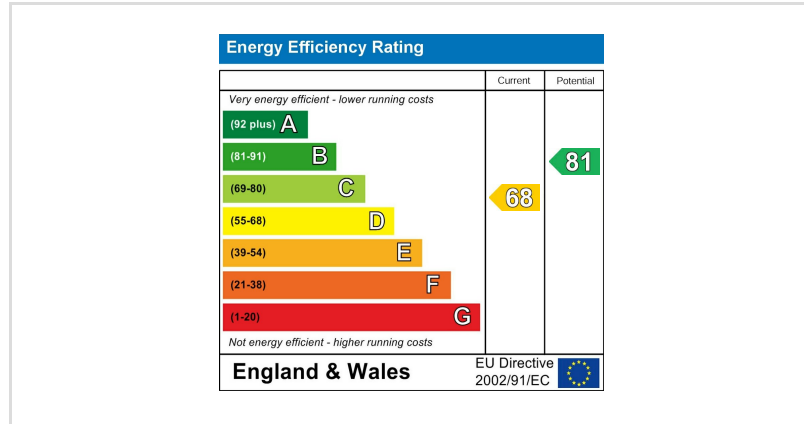 Energy Efficiency Rating
Current Potential
Very energy efficient - lower running costs
(92 plus) A
(81-91) B
81
(69-80) C
68
(55-68) D
(39-54) E
(21-38) F
(1-20) G
Not energy efficient - higher running costs
England & Wales
EU Directive
2002/91/EC